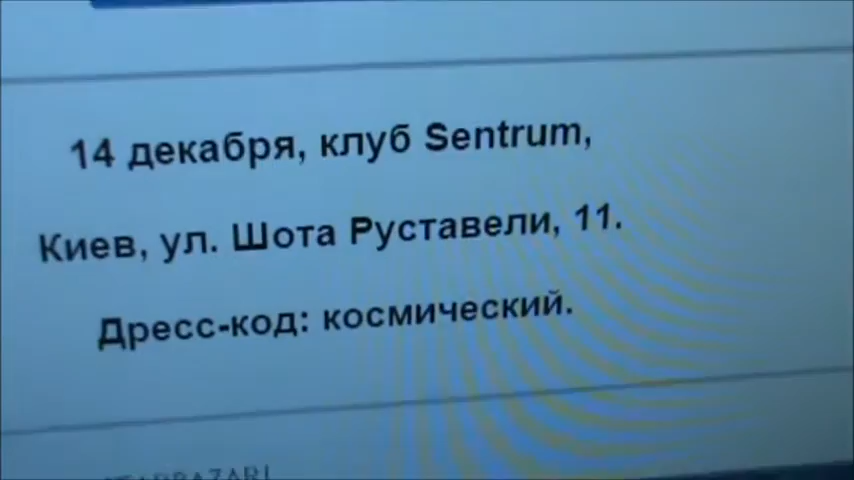 14 декабря, клуб Sentrum,
Киев, ул. Шота Руставели, 11.
Дресс-код: космический.